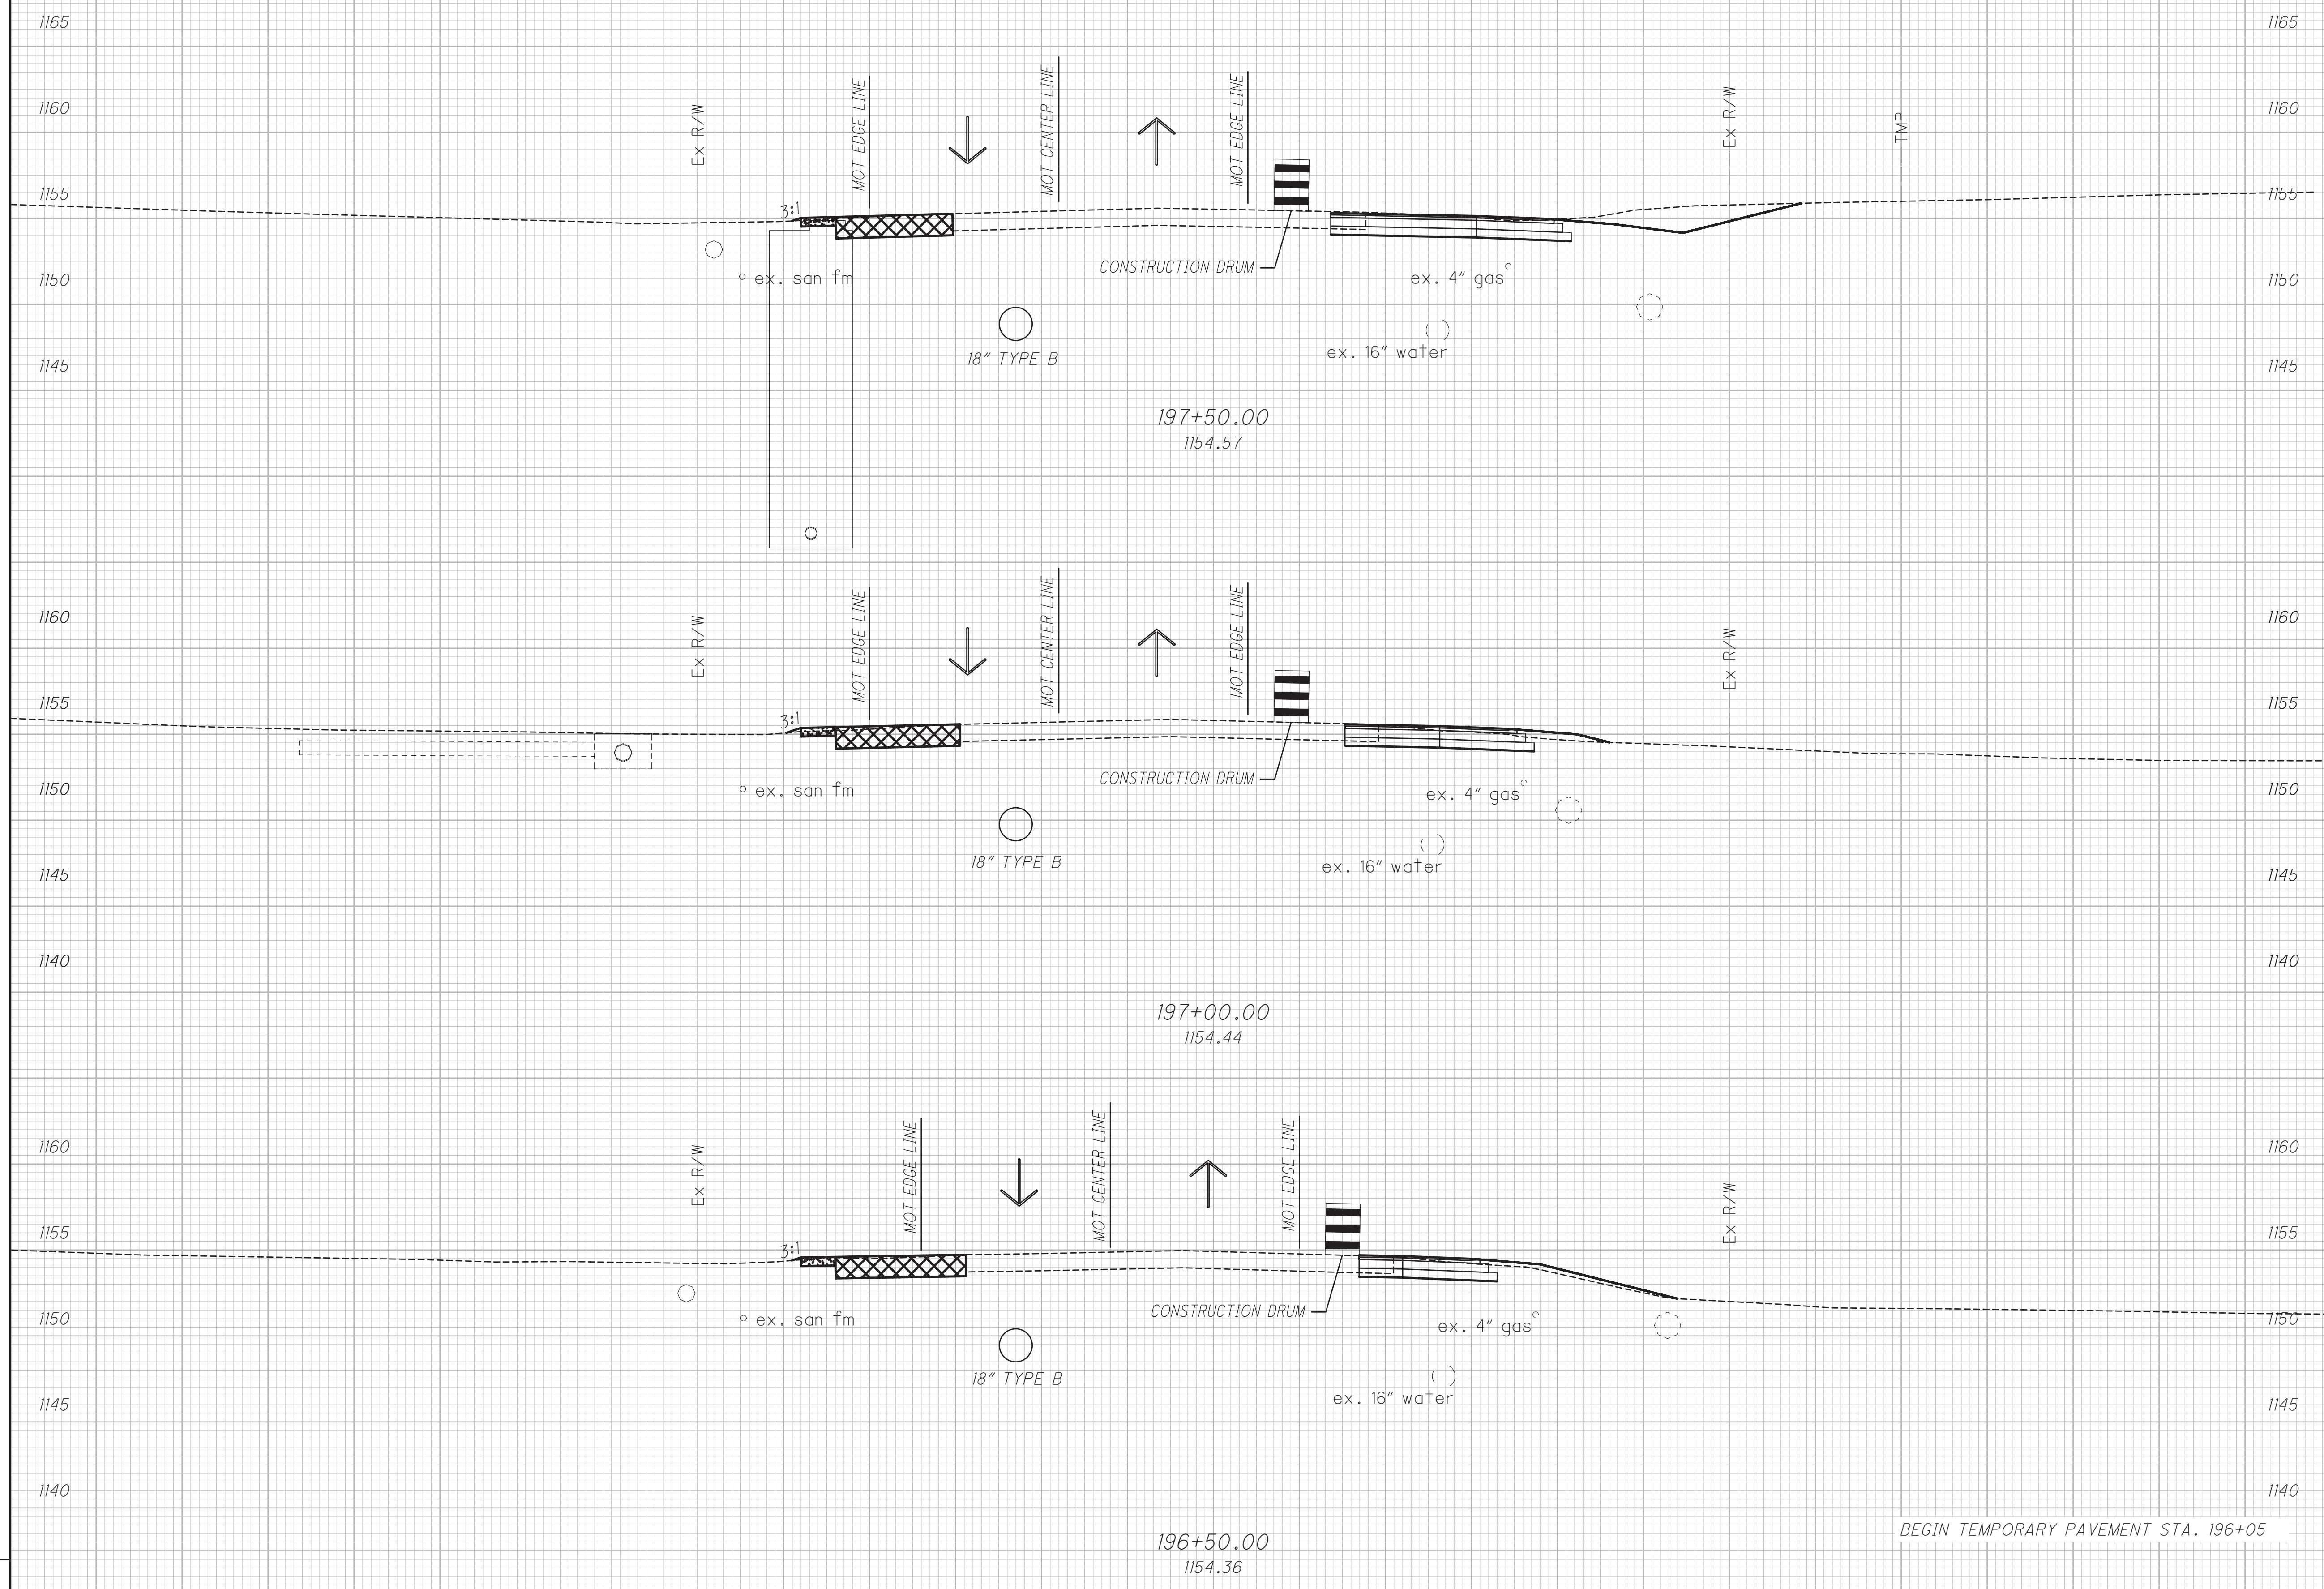 1165 1165
1160 1160
1155 1155
1150 1150
1145 1145
Ex R/W
MOT EDGE LINE
MOT CENTER LINE
MOT EDGE LINE
Ex R/W
TMP
3:1
CONSTRUCTION DRUM
ex. san fm
ex. 4" gas
18" TYPE B
ex. 16" water
197+50.00
1154.57
1160 1160
1155 1155
1150 1150
1145 1145
1140 1140
Ex R/W
MOT EDGE LINE
MOT CENTER LINE
MOT EDGE LINE
Ex R/W
3:1
CONSTRUCTION DRUM
ex. san fm
ex. 4" gas
18" TYPE B
ex. 16" water
197+00.00
1154.44
1160 1160
1155 1155
1150 1150
1145 1145
1140 1140
Ex R/W
MOT EDGE LINE
MOT CENTER LINE
MOT EDGE LINE
Ex R/W
3:1
CONSTRUCTION DRUM
ex. san fm
ex. 4" gas
18" TYPE B
ex. 16" water
BEGIN TEMPORARY PAVEMENT STA. 196+05
196+50.00
1154.36